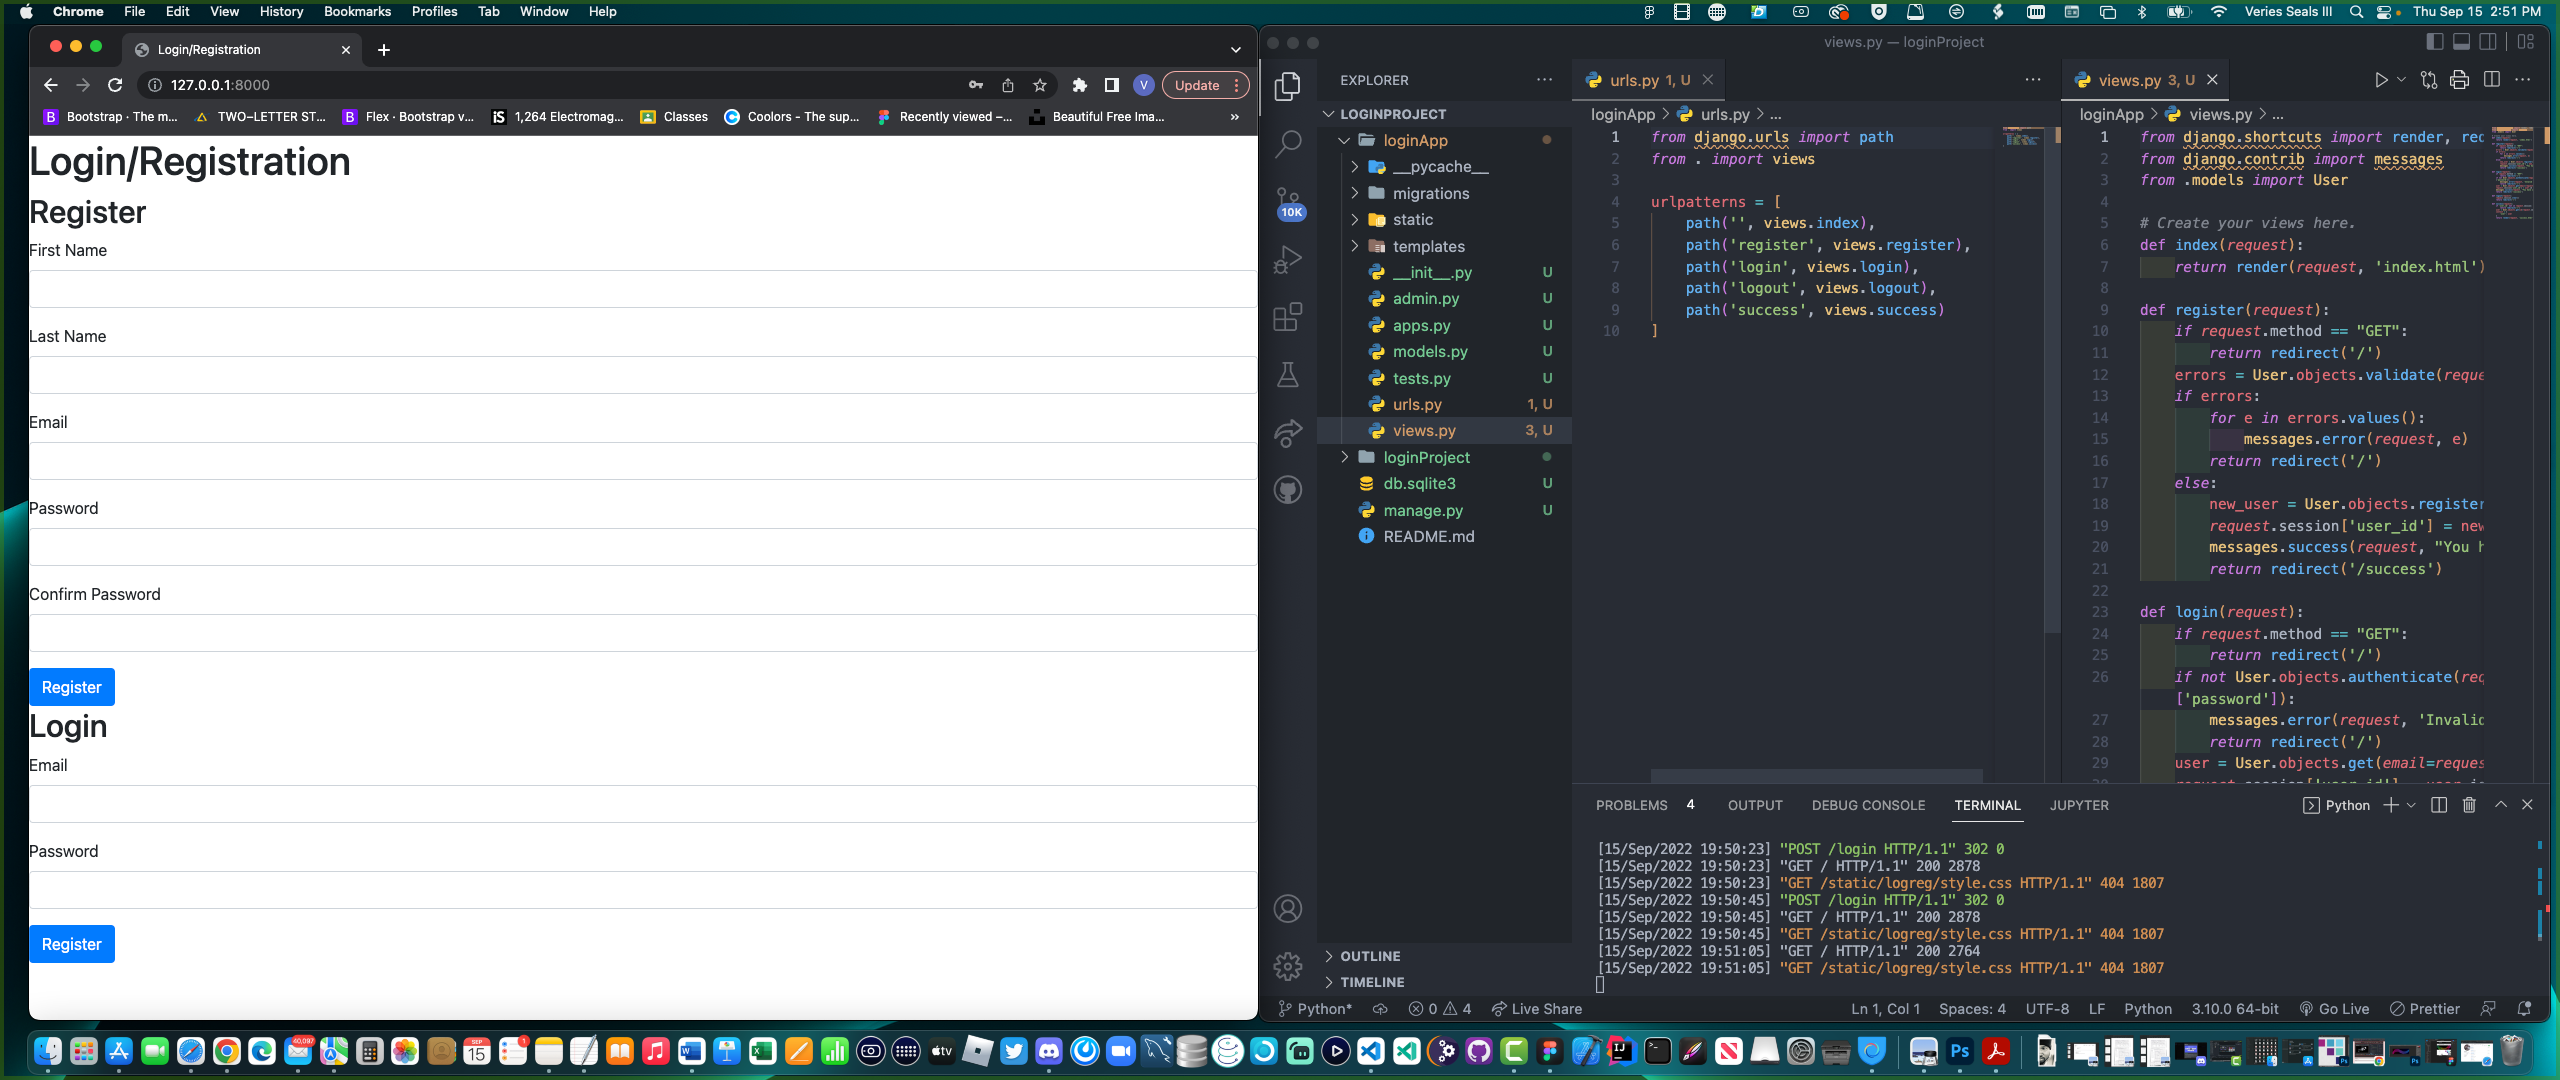 Chrome File Edit View History Bookmarks Profiles Tab Window Help
Veries Seals III Thu Sep 15 2:51 PM
Login/Registration
127.0.0.1:8000
V Update
B Bootstrap · The m...
TWO-LETTER ST...
B Flex · Bootstrap v...
iS 1,264 Electromag...
Classes
Coolors - The sup...
Recently viewed –...
Beautiful Free Ima...
»
Login/Registration
Register
First Name
Last Name
Email
Password
Confirm Password
Register
Login
Email
Password
Register
views.py — loginProject
10K
EXPLORER
LOGINPROJECT
loginApp
__pycache__
migrations
static
templates
__init__.py U
admin.py U
apps.py U
models.py U
tests.py U
urls.py 1, U
views.py 3, U
loginProject
db.sqlite3 U
manage.py U
README.md
OUTLINE
TIMELINE
urls.py 1, U
loginApp > urls.py > ...
1 from django.urls import path
2 from . import views
3
4 urlpatterns = [
5 path('', views.index),
6 path('register', views.register),
7 path('login', views.login),
8 path('logout', views.logout),
9 path('success', views.success)
10 ]
views.py 3, U
loginApp > views.py > ...
1 from django.shortcuts import render, red
2 from django.contrib import messages
3 from .models import User
4
5 # Create your views here.
6 def index(request):
7 return render(request, 'index.html')
8
9 def register(request):
10 if request.method == "GET":
11 return redirect('/')
12 errors = User.objects.validate(reque
13 if errors:
14 for e in errors.values():
15 messages.error(request, e)
16 return redirect('/')
17 else:
18 new_user = User.objects.register
19 request.session['user_id'] = new
20 messages.success(request, "You h
21 return redirect('/success')
22
23 def login(request):
24 if request.method == "GET":
25 return redirect('/')
26 if not User.objects.authenticate(req
['password']):
27 messages.error(request, 'Invalid
28 return redirect('/')
29 user = User.objects.get(email=reques
PROBLEMS 4 OUTPUT DEBUG CONSOLE TERMINAL JUPYTER
Python
[15/Sep/2022 19:50:23] "POST /login HTTP/1.1" 302 0
[15/Sep/2022 19:50:23] "GET / HTTP/1.1" 200 2878
[15/Sep/2022 19:50:23] "GET /static/logreg/style.css HTTP/1.1" 404 1807
[15/Sep/2022 19:50:45] "POST /login HTTP/1.1" 302 0
[15/Sep/2022 19:50:45] "GET / HTTP/1.1" 200 2878
[15/Sep/2022 19:50:45] "GET /static/logreg/style.css HTTP/1.1" 404 1807
[15/Sep/2022 19:51:05] "GET / HTTP/1.1" 200 2764
[15/Sep/2022 19:51:05] "GET /static/logreg/style.css HTTP/1.1" 404 1807
Python* 0 4 Live Share Ln 1, Col 1 Spaces: 4 UTF-8 LF Python 3.10.0 64-bit Go Live Prettier
SEP 15
40,097
tv
Ps